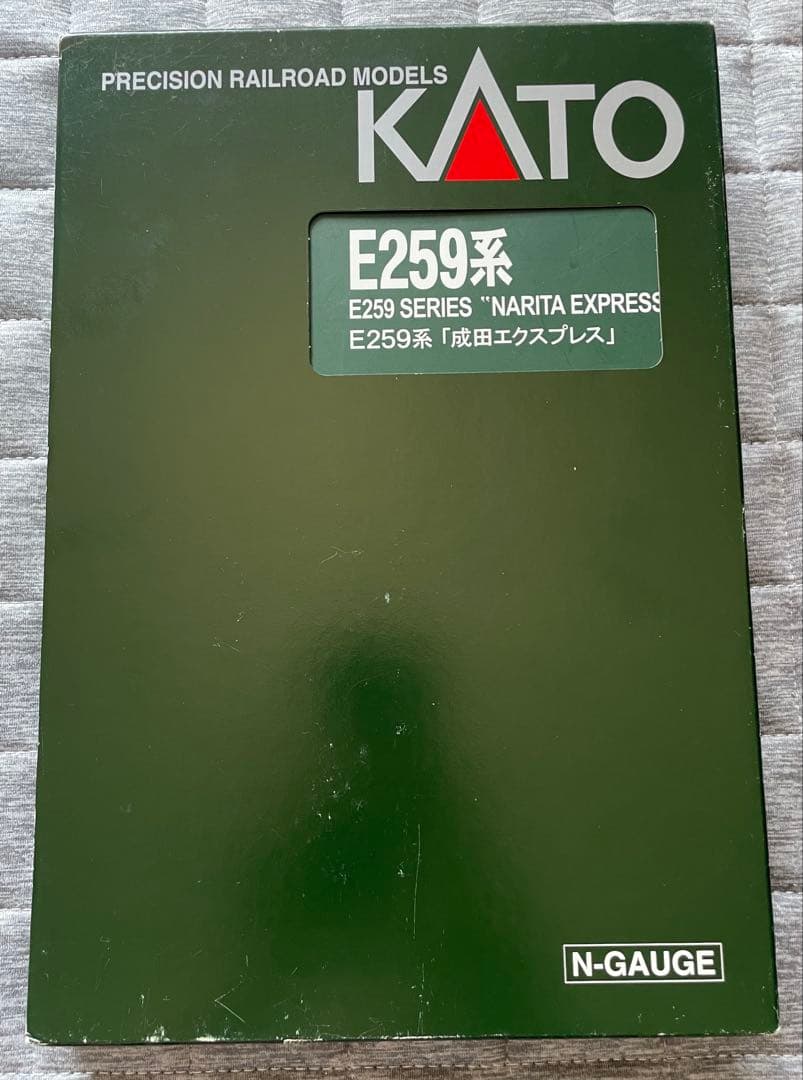 PRECISION RAILROAD MODELS
KATO
E259系
E259 SERIES "NARITA EXPRESS
E259系「成田エクスプレス」
N-GAUGE